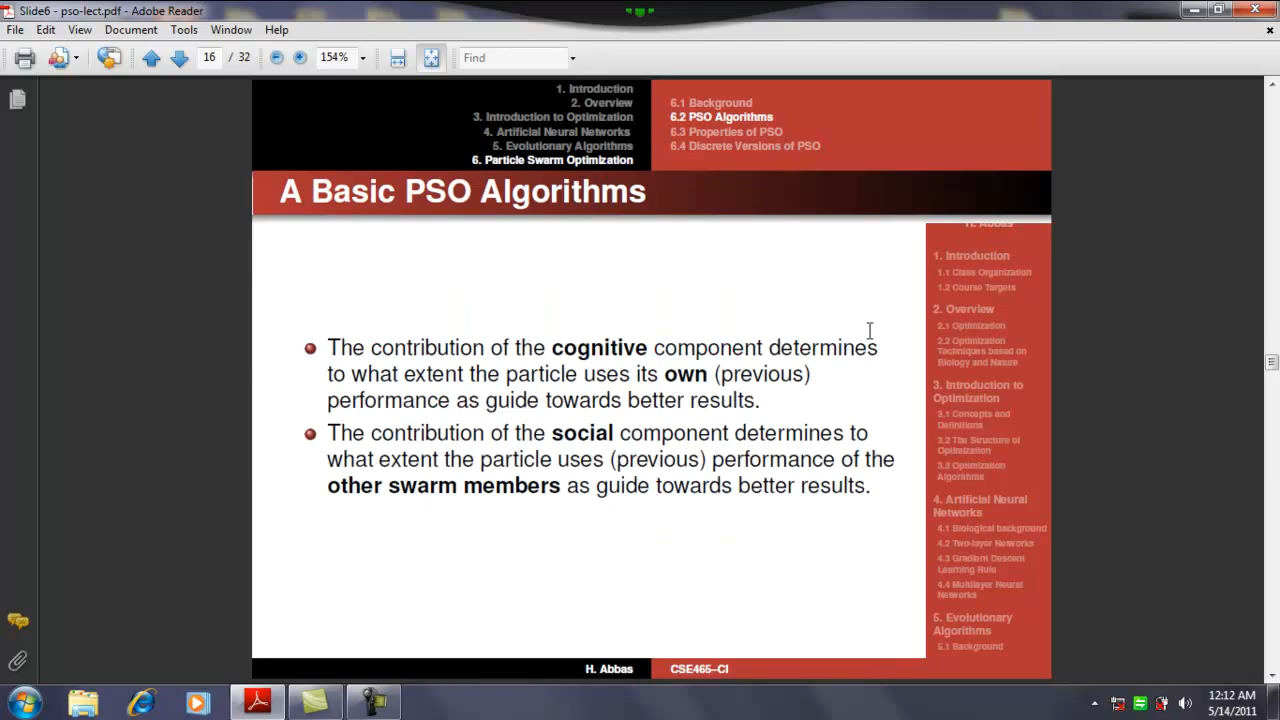 Slide6 - pso-lect.pdf - Adobe Reader
File Edit View Document Tools Window Help
16 / 32 154% Find
1. Introduction
2. Overview
3. Introduction to Optimization
4. Artificial Neural Networks
5. Evolutionary Algorithms
6. Particle Swarm Optimization
6.1 Background
6.2 PSO Algorithms
6.3 Properties of PSO
6.4 Discrete Versions of PSO
A Basic PSO Algorithms
The contribution of the cognitive component determines
to what extent the particle uses its own (previous)
performance as guide towards better results.
The contribution of the social component determines to
what extent the particle uses (previous) performance of the
other swarm members as guide towards better results.
H. Abbas
1. Introduction
1.1 Class Organization
1.2 Course Targets
2. Overview
2.1 Optimization
2.2 Optimization
Techniques based on
Biology and Nature
3. Introduction to
Optimization
3.1 Concepts and
Definitions
3.2 The Structure of
Optimization
3.3 Optimization
Algorithms
4. Artificial Neural
Networks
4.1 Biological background
4.2 Two-layer Networks
4.3 Gradient Descent
Learning Rule
4.4 Multilayer Neural
Networks
5. Evolutionary
Algorithms
5.1 Background
H. Abbas CSE465–CI
12:12 AM
5/14/2011